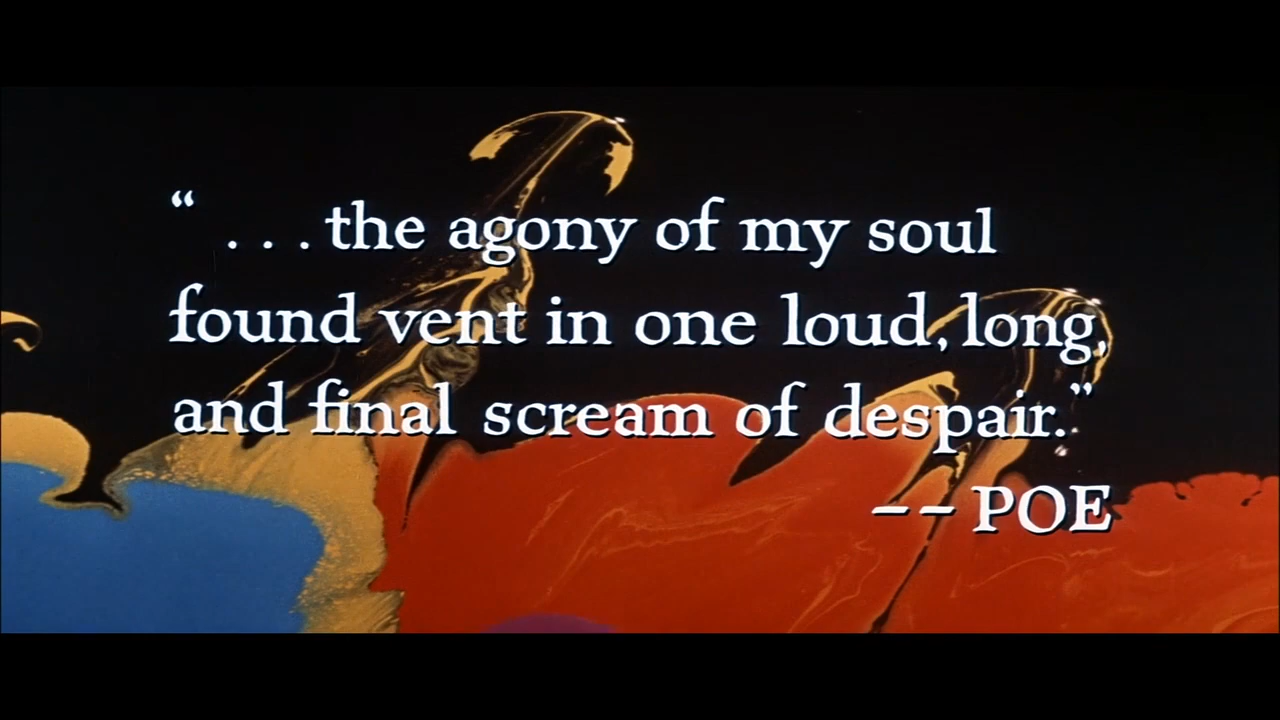 “ . . . the agony of my soul
found vent in one loud, long,
and final scream of despair.”
-- POE